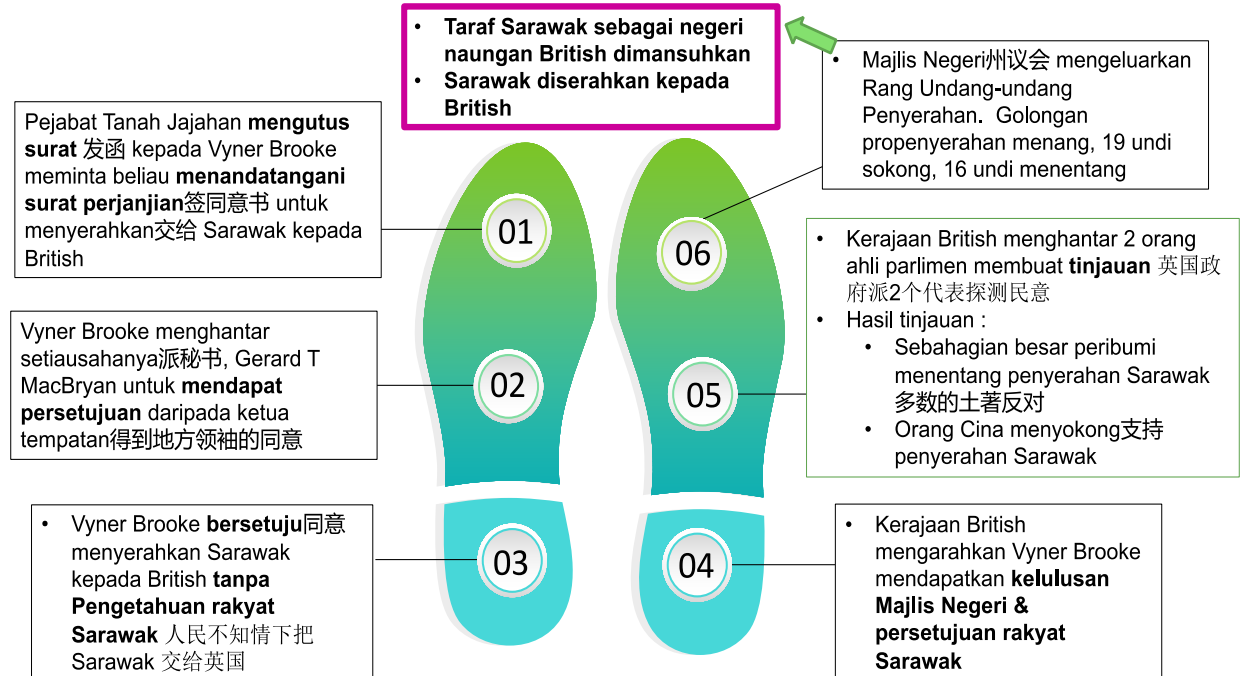 • Taraf Sarawak sebagai negeri
naungan British dimansuhkan
• Sarawak diserahkan kepada
British
Pejabat Tanah Jajahan mengutus
surat 发函 kepada Vyner Brooke
meminta beliau menandatangani
surat perjanjian签同意书 untuk
menyerahkan交给 Sarawak kepada
British
01
Vyner Brooke menghantar
setiausahanya派秘书, Gerard T
MacBryan untuk mendapat
persetujuan daripada ketua
tempatan得到地方领袖的同意
02
• Vyner Brooke bersetuju同意
menyerahkan Sarawak
kepada British tanpa
Pengetahuan rakyat
Sarawak 人民不知情下把
Sarawak 交给英国
03
04
• Kerajaan British
mengarahkan Vyner Brooke
mendapatkan kelulusan
Majlis Negeri &
persetujuan rakyat
Sarawak
05
• Kerajaan British menghantar 2 orang
ahli parlimen membuat tinjauan 英国政
府派2个代表探测民意
• Hasil tinjauan :
• Sebahagian besar peribumi
menentang penyerahan Sarawak
多数的土著反对
• Orang Cina menyokong支持
penyerahan Sarawak
06
• Majlis Negeri州议会 mengeluarkan
Rang Undang-undang
Penyerahan. Golongan
propenyerahan menang, 19 undi
sokong, 16 undi menentang